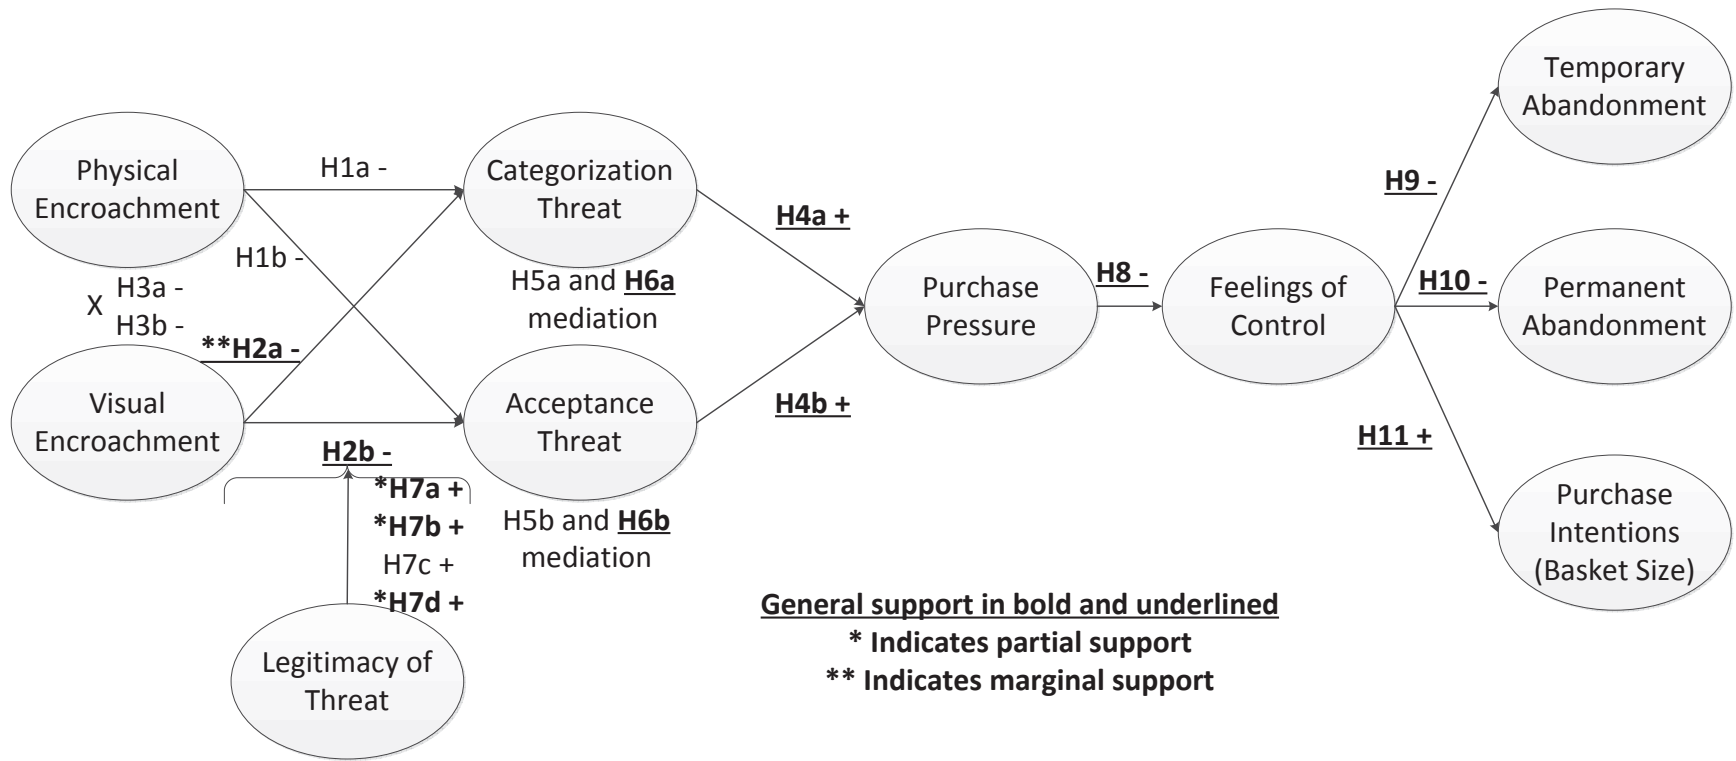 Temporary
Abandonment
Physical
Encroachment
H1a -
Categorization
Threat
H9 -
H4a +
H1b -
H5a and H6a
mediation
X
H3a -
H3b -
**H2a -
Purchase
Pressure
H8 -
Feelings of
Control
H10 -
Permanent
Abandonment
Visual
Encroachment
Acceptance
Threat
H4b +
H11 +
H2b -
*H7a +
*H7b +
H7c +
*H7d +
H5b and H6b
mediation
Purchase
Intentions
(Basket Size)
Legitimacy of
Threat
General support in bold and underlined
* Indicates partial support
** Indicates marginal support